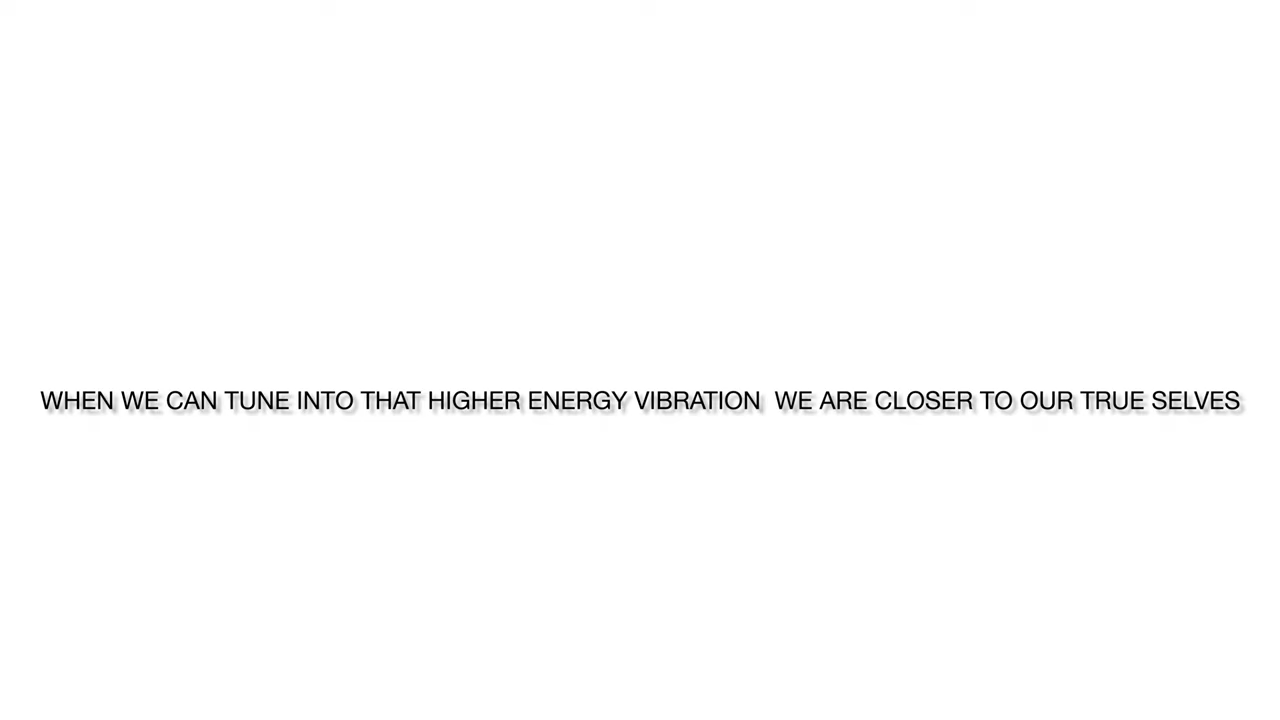 WHEN WE CAN TUNE INTO THAT HIGHER ENERGY VIBRATION  WE ARE CLOSER TO OUR TRUE SELVES